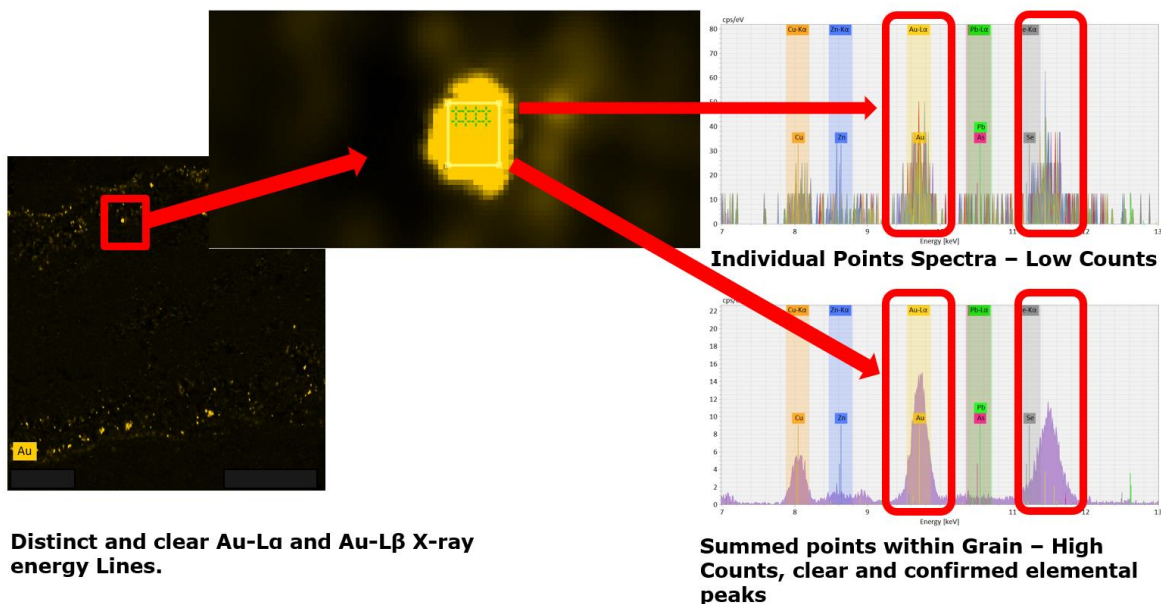 cps/eV
Cu-Kα Zn-Kα Au-Lα Pb-Lα e-Kα
80
70
60
50
40
30
20
10
0
Pb
Cu Zn Au As Se
7 8 9 10 11 12 13
Energy [keV]
Individual Points Spectra – Low Counts
Au
cps/
Cu-Kα Zn-Kα Au-Lα Pb-Lα e-Kα
22
20
18
16
14
12
10
8
6
4
2
0
Pb
Cu Zn Au As Se
7 8 9 10 11 12 13
Energy [keV]
Distinct and clear Au-Lα and Au-Lβ X-ray
energy Lines.
Summed points within Grain – High
Counts, clear and confirmed elemental
peaks